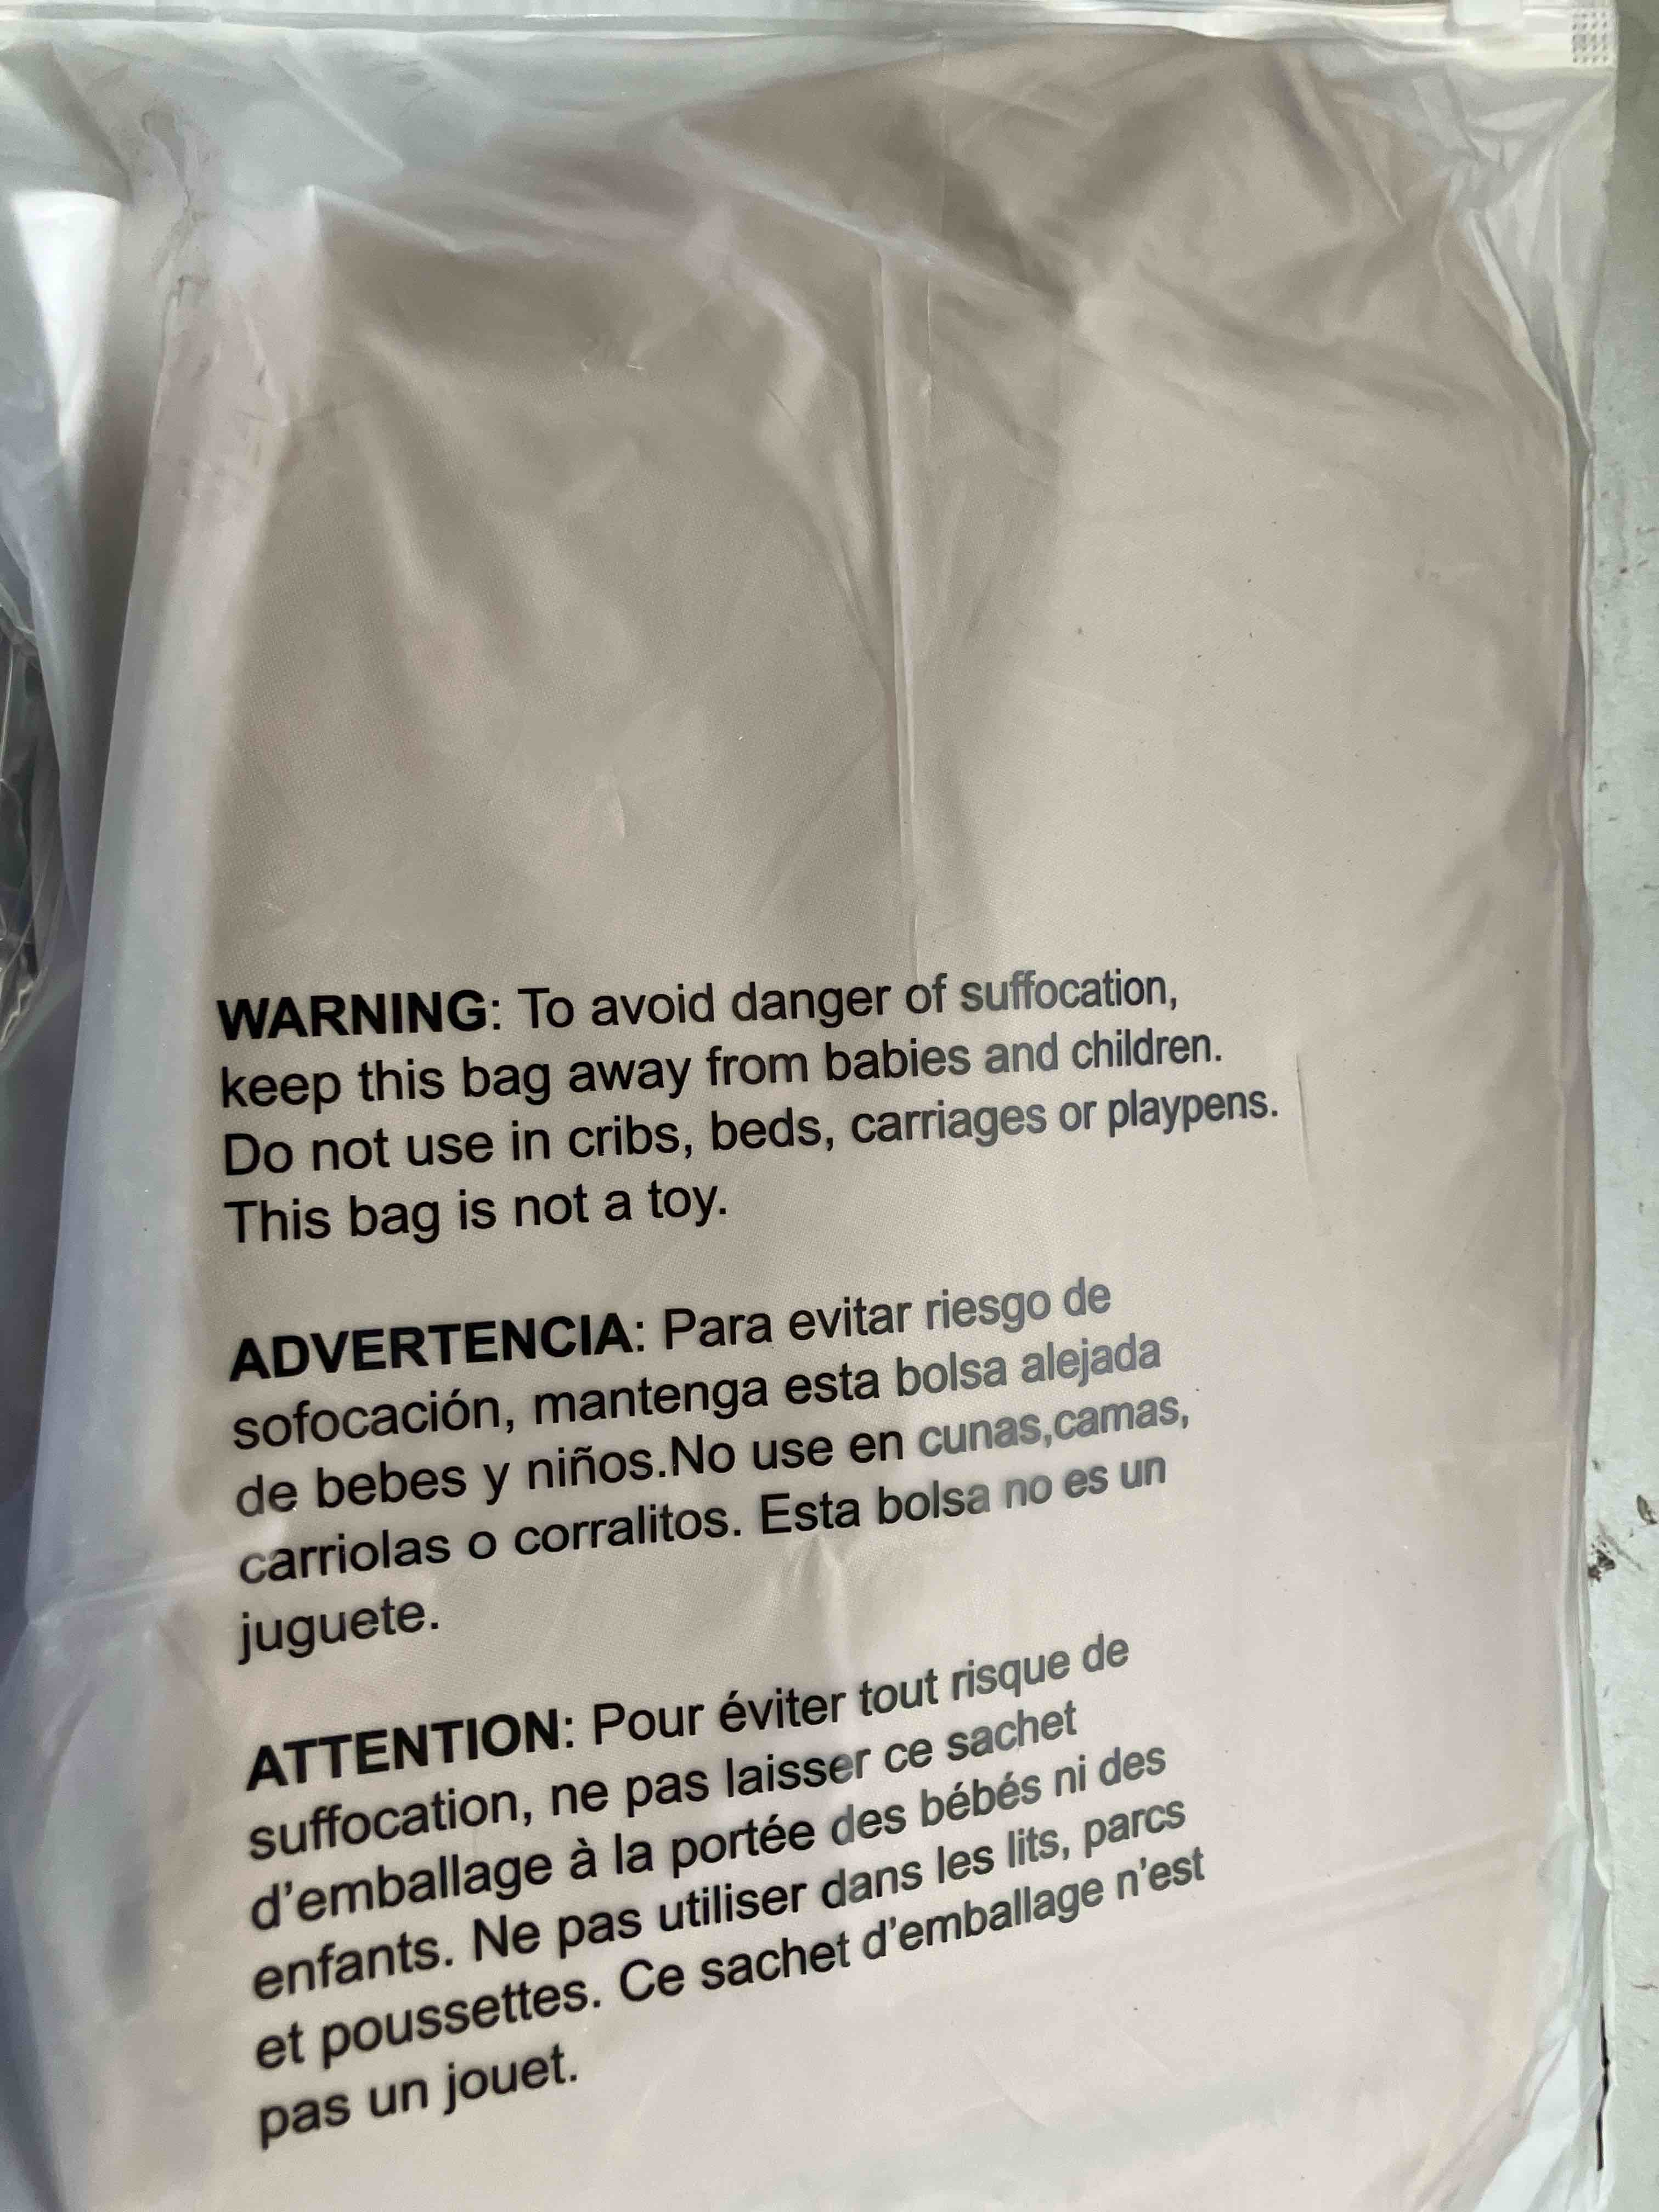 WARNING: To avoid danger of suffocation,
keep this bag away from babies and children.
Do not use in cribs, beds, carriages or playpens.
This bag is not a toy.
ADVERTENCIA: Para evitar riesgo de
sofocación, mantenga esta bolsa alejada
de bebes y niños.No use en cunas,camas,
carriolas o corralitos. Esta bolsa no es un
juguete.
ATTENTION: Pour éviter tout risque de
suffocation, ne pas laisser ce sachet
d'emballage à la portée des bébés ni des
enfants. Ne pas utiliser dans les lits, parcs
et poussettes. Ce sachet d'emballage n'est
pas un jouet.